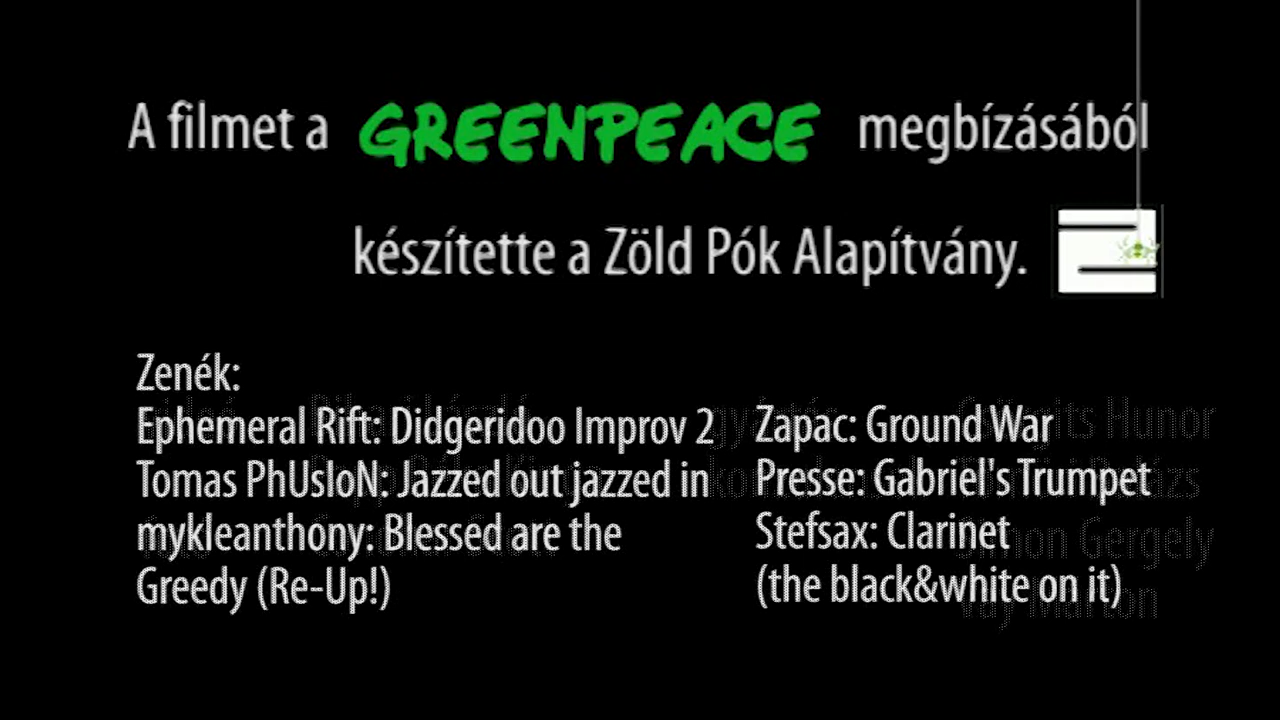 A filmet a GREENPEACE megbízásából
készítette a Zöld Pók Alapítvány.
Zenék:
Ephemeral Rift: Didgeridoo Improv 2
Tomas PhUsIoN: Jazzed out jazzed in
mykleanthony: Blessed are the
Greedy (Re-Up!)
Zapac: Ground War
Presse: Gabriel's Trumpet
Stefsax: Clarinet
(the black&white on it)
Hunor
Gergely